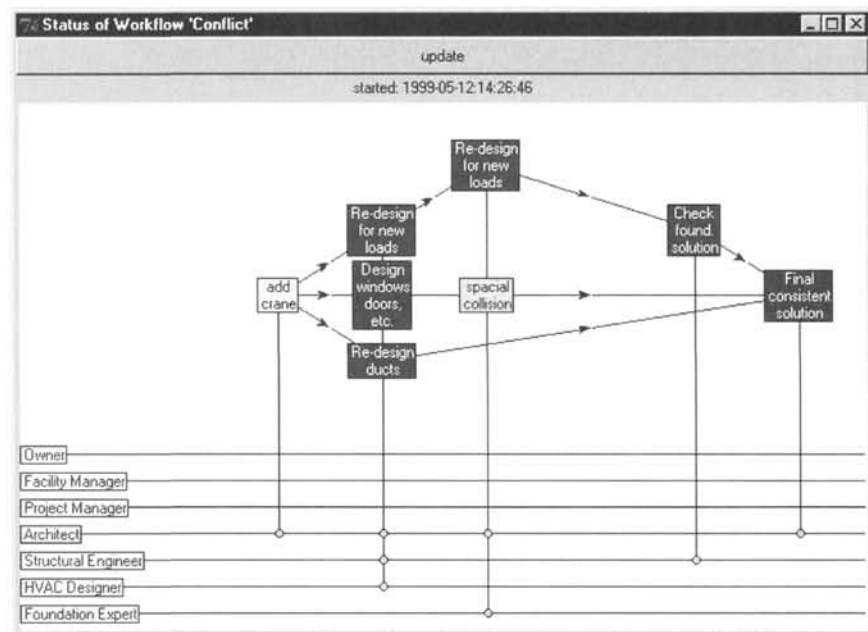 Status of Workflow 'Conflict'
update
started: 1999-05-12:14:26:46
Re-design
for new
loads
Re-design
for new
loads
Check
found.
solution
add
crane
Design
windows
doors,
etc.
spacial
collision
Final
consistent
solution
Re-design
ducts
Owner
Facility Manager
Project Manager
Architect
Structural Engineer
HVAC Designer
Foundation Expert